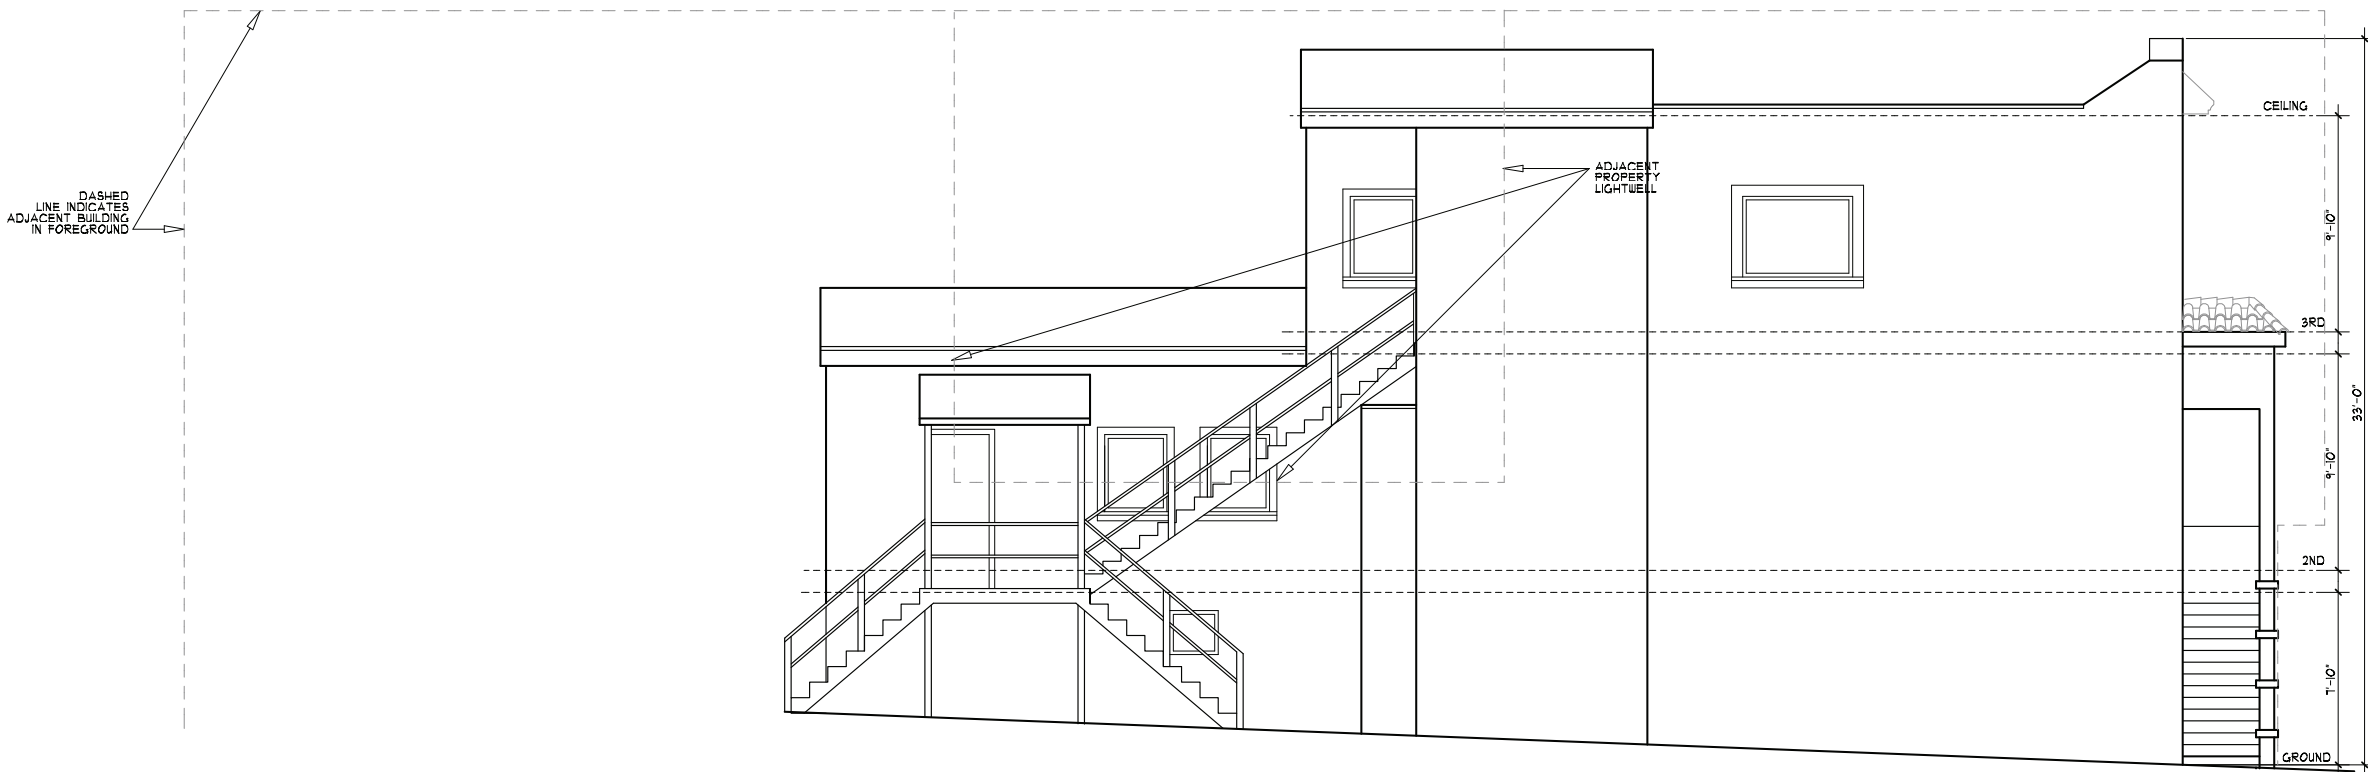 DASHED
LINE INDICATES
ADJACENT BUILDING
IN FOREGROUND
ADJACENT
PROPERTY
LIGHTWELL
CEILING
9'-10"
3RD
33'-0"
9'-10"
2ND
7'-10"
GROUND